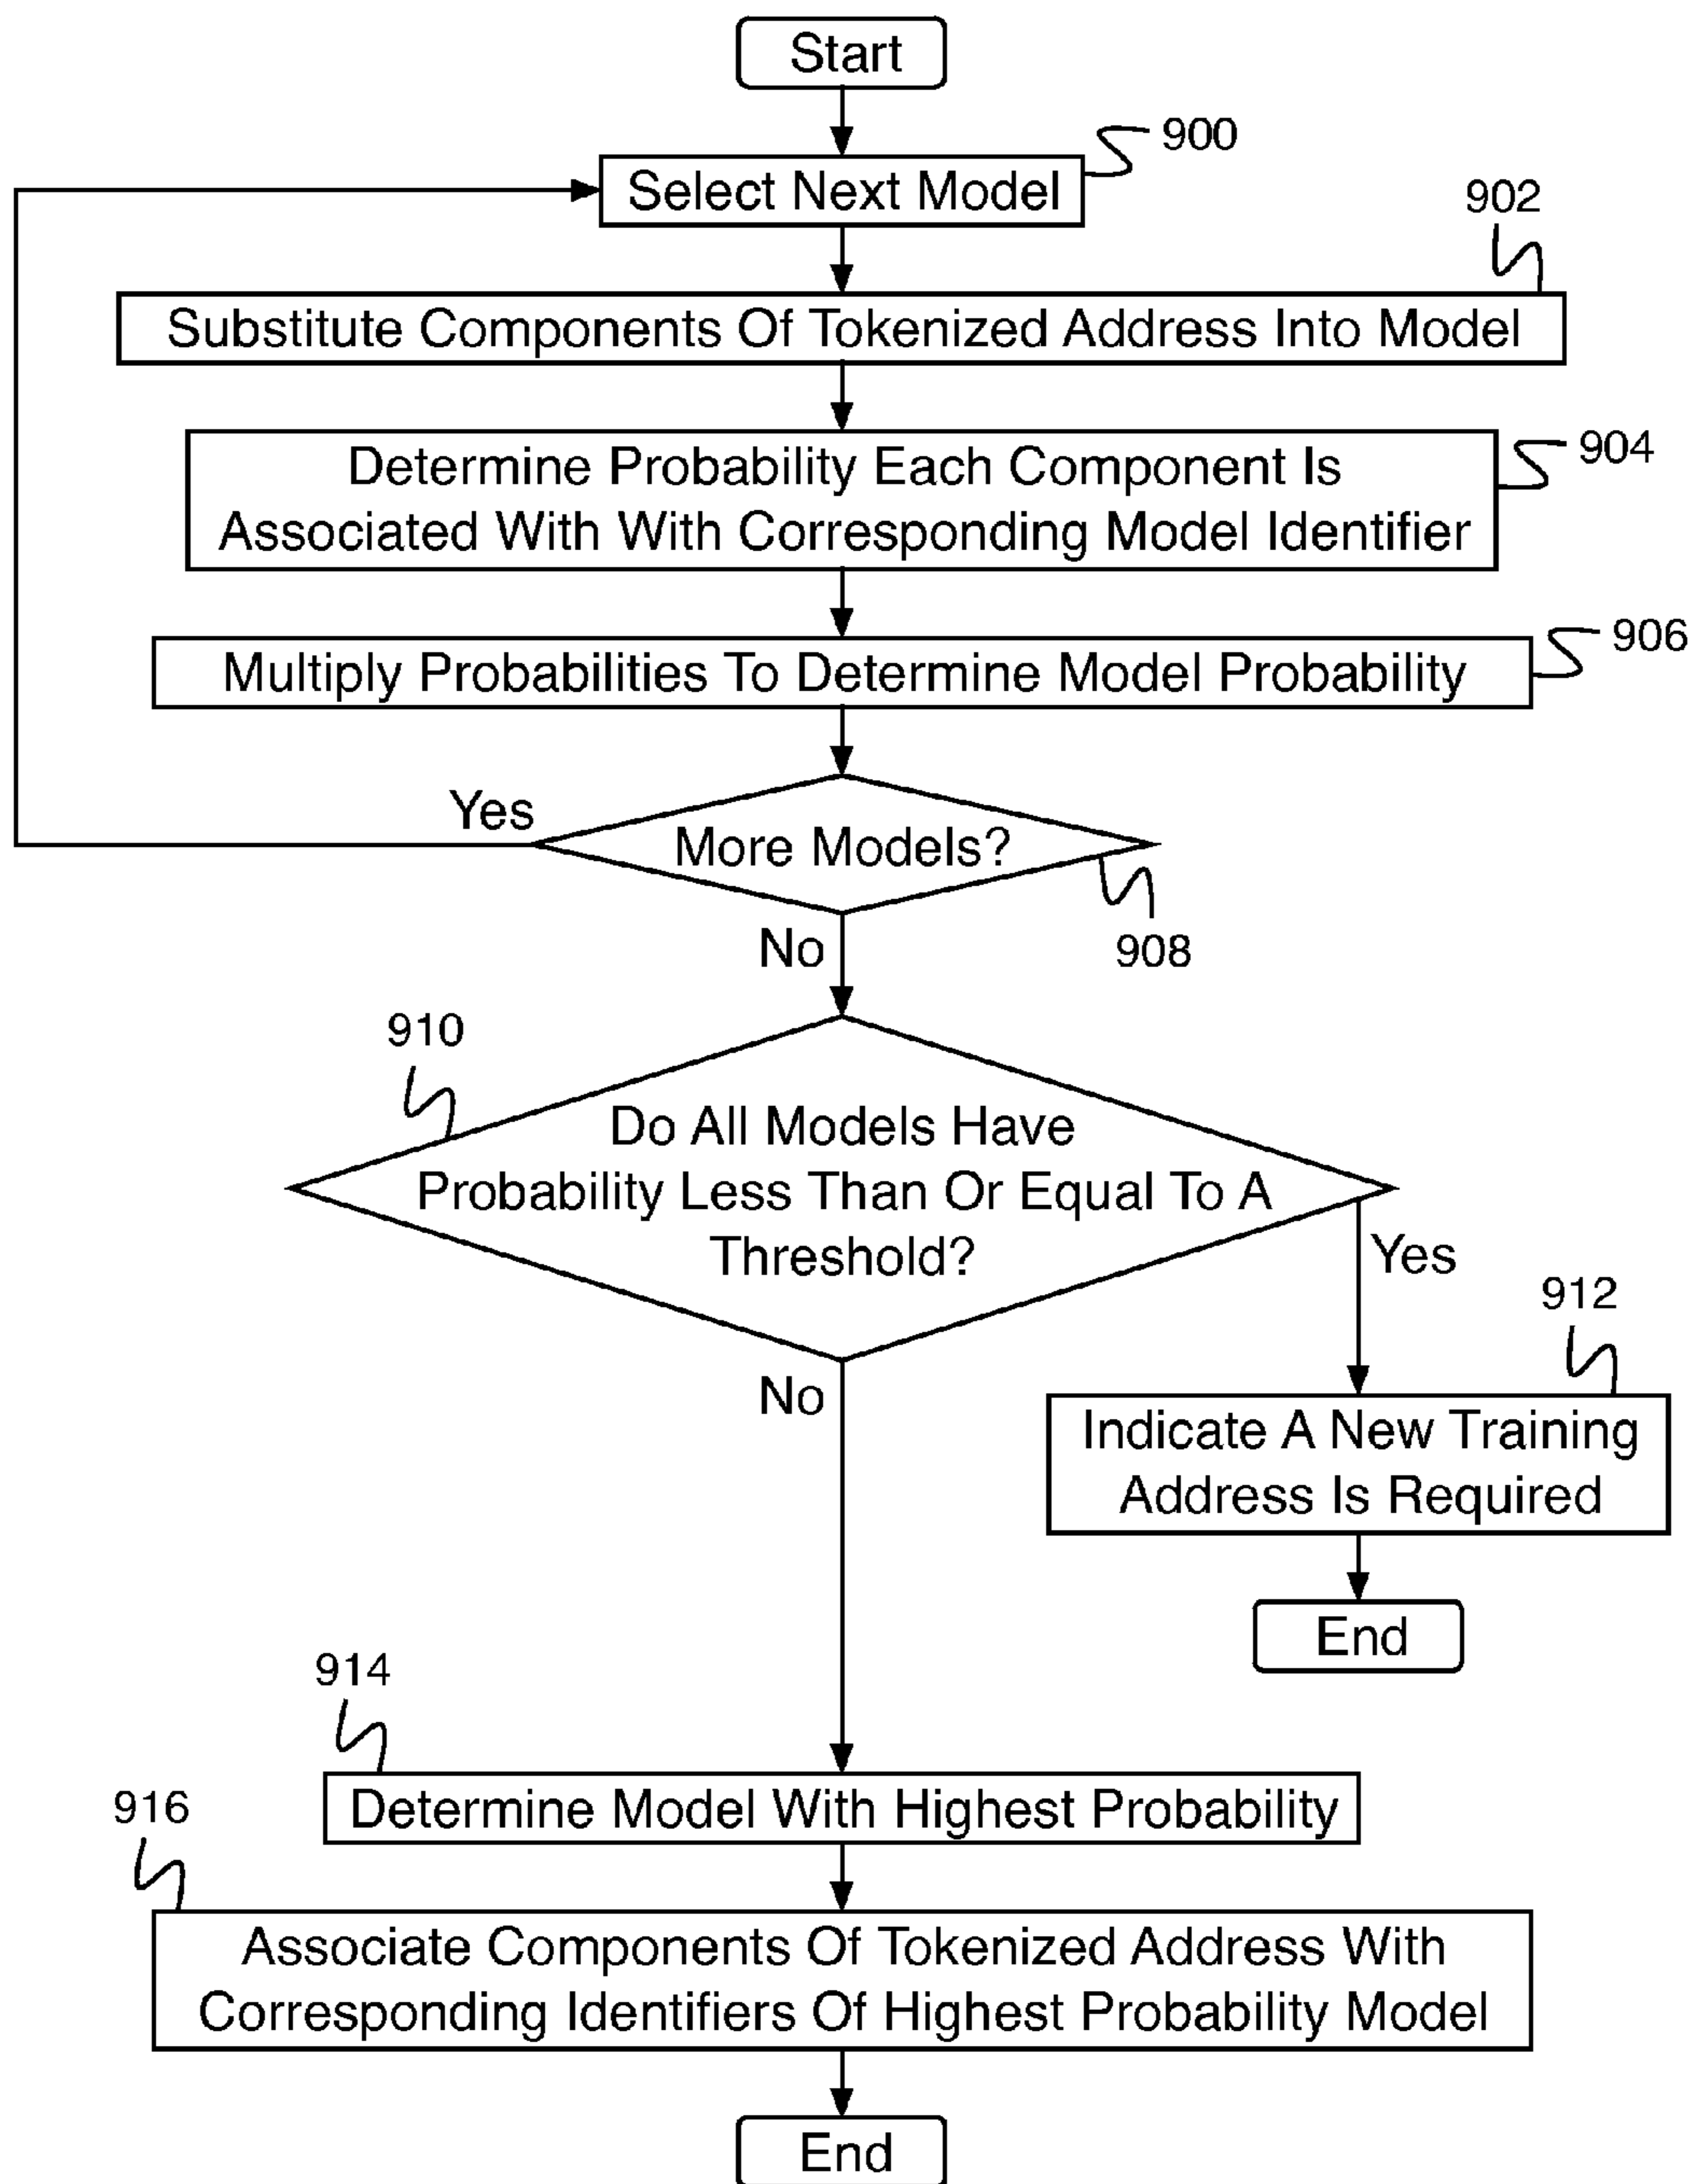 Start
900
Select Next Model
902
Substitute Components Of Tokenized Address Into Model
904
Determine Probability Each Component Is
Associated With With Corresponding Model Identifier
906
Multiply Probabilities To Determine Model Probability
Yes
More Models?
908
No
910
Do All Models Have
Probability Less Than Or Equal To A
Threshold?
Yes
912
No
Indicate A New Training
Address Is Required
End
914
Determine Model With Highest Probability
916
Associate Components Of Tokenized Address With
Corresponding Identifiers Of Highest Probability Model
End